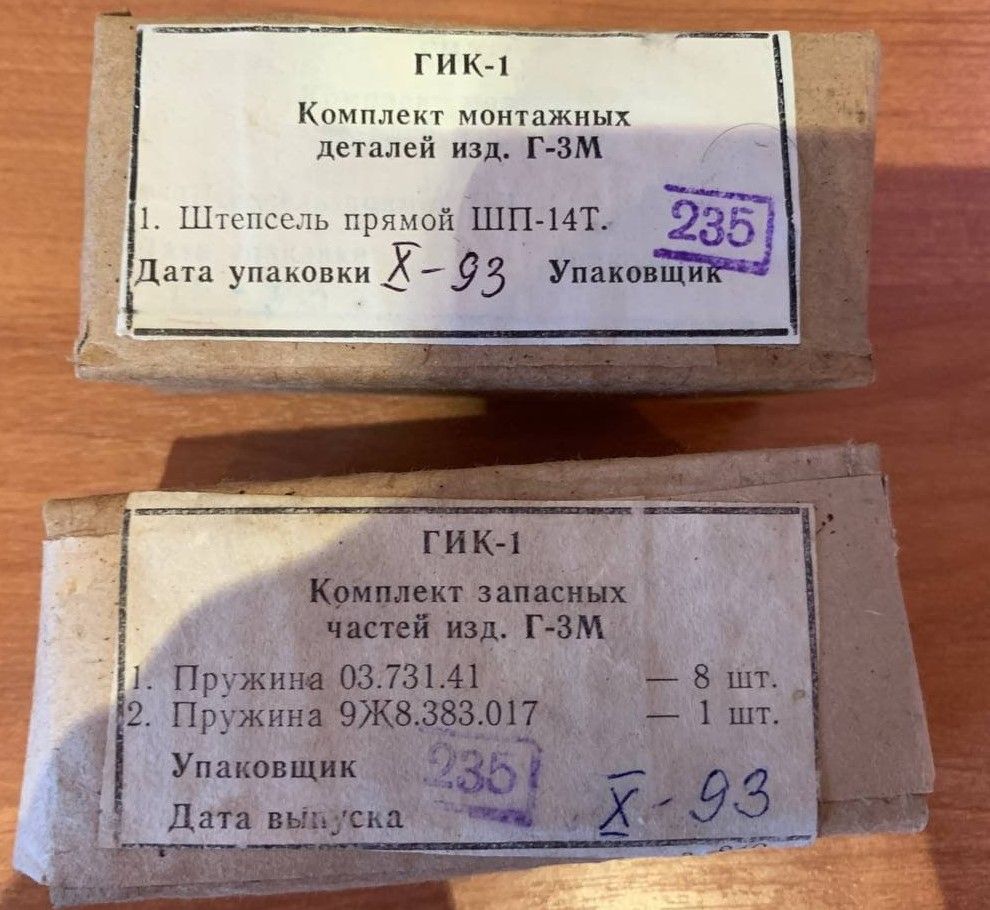 ГИК-1
Комплект монтажных
деталей изд. Г-3М
1. Штепсель прямой ШП-14Т.
235
Дата упаковки X-93 Упаковщик
ГИК-1
Комплект запасных
частей изд. Г-3М
1. Пружина 03.731.41 — 8 шт.
2. Пружина 9Ж8.383.017 — 1 шт.
Упаковщик 235
Дата выпуска X-93